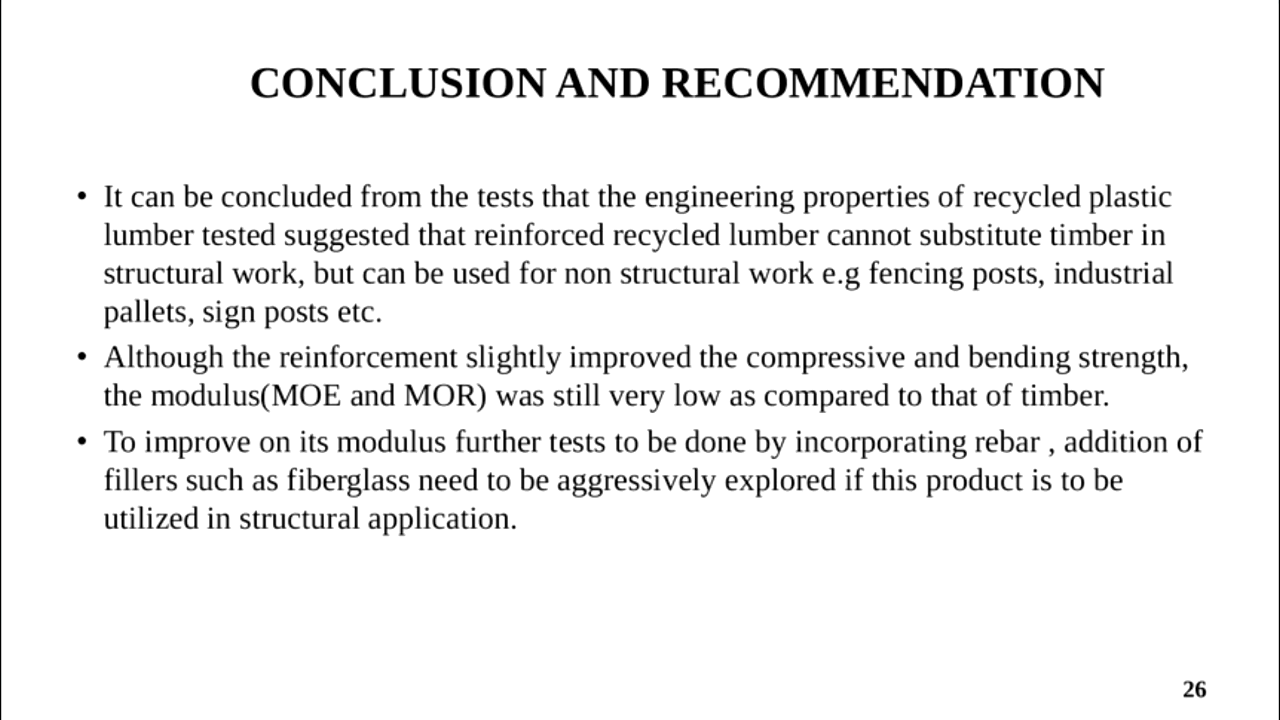 CONCLUSION AND RECOMMENDATION
• It can be concluded from the tests that the engineering properties of recycled plastic
lumber tested suggested that reinforced recycled lumber cannot substitute timber in
structural work, but can be used for non structural work e.g fencing posts, industrial
pallets, sign posts etc.
• Although the reinforcement slightly improved the compressive and bending strength,
the modulus(MOE and MOR) was still very low as compared to that of timber.
• To improve on its modulus further tests to be done by incorporating rebar , addition of
fillers such as fiberglass need to be aggressively explored if this product is to be
utilized in structural application.
26